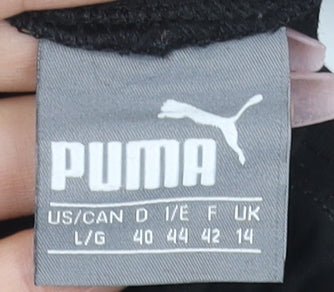 PUMA
US/CAN D I/E F UK
L/G 40 44 42 14